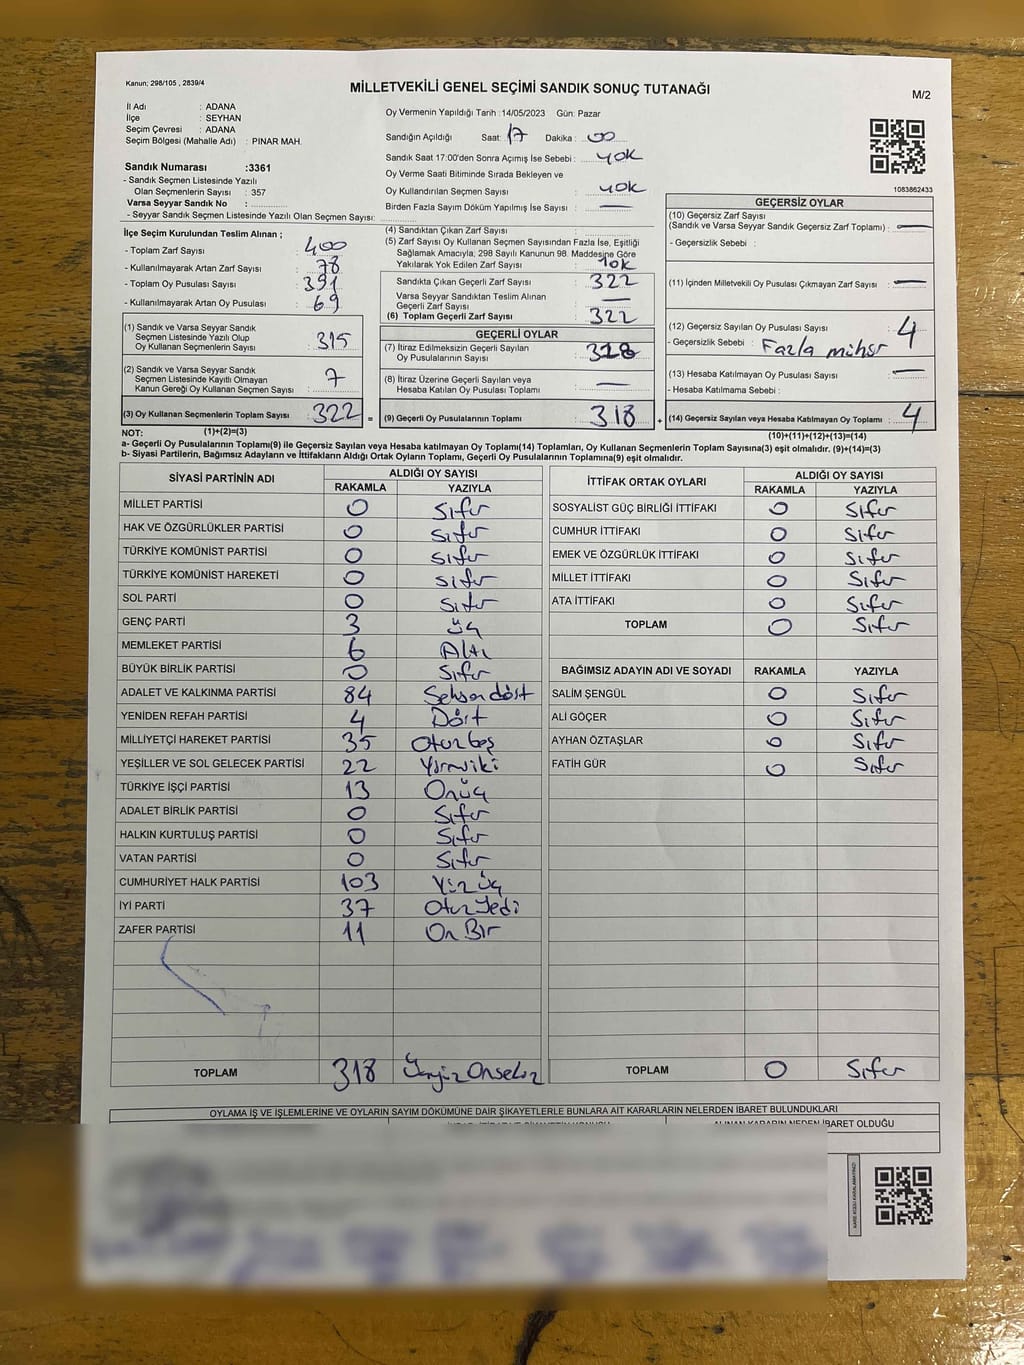 Kanun; 298/105 , 2839/4
MİLLETVEKİLİ GENEL SEÇİMİ SANDIK SONUÇ TUTANAĞI
M/2
İl Adı : ADANA
İlçe : SEYHAN
Seçim Çevresi : ADANA
Seçim Bölgesi (Mahalle Adı) : PINAR MAH.
Sandık Numarası :3361
- Sandık Seçmen Listesinde Yazılı
Olan Seçmenlerin Sayısı : 357
Varsa Seyyar Sandık No :
- Seyyar Sandık Seçmen Listesinde Yazılı Olan Seçmen Sayısı:
Oy Vermenin Yapıldığı Tarih :14/05/2023 Gün: Pazar
Sandığın Açıldığı Saat: 17 Dakika : 00
Sandık Saat 17:00'den Sonra Açımış İse Sebebi : YOK
Oy Verme Saati Bitiminde Sırada Bekleyen ve
Oy Kullandırılan Seçmen Sayısı : YOK
Birden Fazla Sayım Döküm Yapılmış İse Sayısı : —
1083862433
İlçe Seçim Kurulundan Teslim Alınan ;
- Toplam Zarf Sayısı : 400
- Kullanılmayarak Artan Zarf Sayısı : 78
- Toplam Oy Pusulası Sayısı : 391
- Kullanılmayarak Artan Oy Pusulası : 69
(1) Sandık ve Varsa Seyyar Sandık
Seçmen Listesinde Yazılı Olup
Oy Kullanan Seçmenlerin Sayısı : 315
(2) Sandık ve Varsa Seyyar Sandık
Seçmen Listesinde Kayıtlı Olmayan
Kanun Gereği Oy Kullanan Seçmen Sayısı : 7
(3) Oy Kullanan Seçmenlerin Toplam Sayısı : 322 =
(1)+(2)=(3)
(4) Sandıktan Çıkan Zarf Sayısı :
(5) Zarf Sayısı Oy Kullanan Seçmen Sayısından Fazla İse, Eşitliği
Sağlamak Amacıyla; 298 Sayılı Kanunun 98. Maddesine Göre
Yakılarak Yok Edilen Zarf Sayısı : YOK
Sandıkta Çıkan Geçerli Zarf Sayısı : 322
Varsa Seyyar Sandıktan Teslim Alınan
Geçerli Zarf Sayısı : —
(6) Toplam Geçerli Zarf Sayısı : 322
GEÇERLİ OYLAR
(7) İtiraz Edilmeksizin Geçerli Sayılan
Oy Pusulalarının Sayısı : 318
(8) İtiraz Üzerine Geçerli Sayılan veya
Hesaba Katılan Oy Pusulası Toplamı : —
(9) Geçerli Oy Pusulalarının Toplamı : 318 +
GEÇERSİZ OYLAR
(10) Geçersiz Zarf Sayısı
(Sandık ve Varsa Seyyar Sandık Geçersiz Zarf Toplamı) : —
- Geçersizlik Sebebi :
(11) İçinden Milletvekili Oy Pusulası Çıkmayan Zarf Sayısı : —
(12) Geçersiz Sayılan Oy Pusulası Sayısı : 4
- Geçersizlik Sebebi : Fazla mühür
(13) Hesaba Katılmayan Oy Pusulası Sayısı : —
- Hesaba Katılmama Sebebi :
(14) Geçersiz Sayılan veya Hesaba Katılmayan Oy Toplamı : 4
(10)+(11)+(12)+(13)=(14)
NOT:
a- Geçerli Oy Pusulalarının Toplamı(9) ile Geçersiz Sayılan veya Hesaba katılmayan Oy Toplamı(14) Toplamları, Oy Kullanan Seçmenlerin Toplam Sayısına(3) eşit olmalıdır. (9)+(14)=(3)
b- Siyasi Partilerin, Bağımsız Adayların ve İttifakların Aldığı Ortak Oyların Toplamı, Geçerli Oy Pusulalarının Toplamına(9) eşit olmalıdır.
SİYASİ PARTİNİN ADI ALDIĞI OY SAYISI
RAKAMLA YAZIYLA
MİLLET PARTİSİ 0 Sıfır
HAK VE ÖZGÜRLÜKLER PARTİSİ 0 Sıfır
TÜRKİYE KOMÜNİST PARTİSİ 0 Sıfır
TÜRKİYE KOMÜNİST HAREKETİ 0 Sıfır
SOL PARTİ 0 Sıfır
GENÇ PARTİ 3 üç
MEMLEKET PARTİSİ 6 Altı
BÜYÜK BİRLİK PARTİSİ 0 Sıfır
ADALET VE KALKINMA PARTİSİ 84 Seksendört
YENİDEN REFAH PARTİSİ 4 Dört
MİLLİYETÇİ HAREKET PARTİSİ 35 Otuzbeş
YEŞİLLER VE SOL GELECEK PARTİSİ 22 Yirmiiki
TÜRKİYE İŞÇİ PARTİSİ 13 Onüç
ADALET BİRLİK PARTİSİ 0 Sıfır
HALKIN KURTULUŞ PARTİSİ 0 Sıfır
VATAN PARTİSİ 0 Sıfır
CUMHURİYET HALK PARTİSİ 103 Yüz üç
İYİ PARTİ 37 Otuz Yedi
ZAFER PARTİSİ 11 On Bir
TOPLAM 318 Üçyüz Onsekiz
İTTİFAK ORTAK OYLARI ALDIĞI OY SAYISI
RAKAMLA YAZIYLA
SOSYALİST GÜÇ BİRLİĞİ İTTİFAKI 0 Sıfır
CUMHUR İTTİFAKI 0 Sıfır
EMEK VE ÖZGÜRLÜK İTTİFAKI 0 Sıfır
MİLLET İTTİFAKI 0 Sıfır
ATA İTTİFAKI 0 Sıfır
TOPLAM 0 Sıfır
BAĞIMSIZ ADAYIN ADI VE SOYADI RAKAMLA YAZIYLA
SALİM ŞENGÜL 0 Sıfır
ALİ GÖÇER 0 Sıfır
AYHAN ÖZTAŞLAR 0 Sıfır
FATİH GÜR 0 Sıfır
TOPLAM 0 Sıfır
OYLAMA İŞ VE İŞLEMLERİNE VE OYLARIN SAYIM DÖKÜMÜNE DAİR ŞİKAYETLERLE BUNLARA AİT KARARLARIN NELERDEN İBARET BULUNDUKLARI
ALINAN KARARIN NEDEN İBARET OLDUĞU